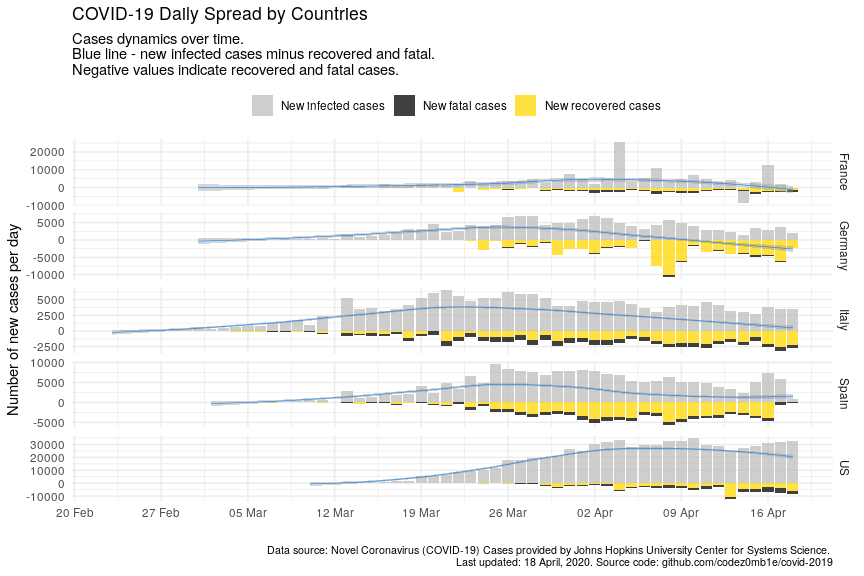 COVID-19 Daily Spread by Countries
Cases dynamics over time.
Blue line - new infected cases minus recovered and fatal.
Negative values indicate recovered and fatal cases.
New infected cases
New fatal cases
New recovered cases
Number of new cases per day
20000
10000
0
-10000
France
5000
0
-5000
-10000
Germany
5000
2500
0
-2500
Italy
10000
5000
0
-5000
Spain
30000
20000
10000
0
-10000
US
20 Feb
27 Feb
05 Mar
12 Mar
19 Mar
26 Mar
02 Apr
09 Apr
16 Apr
Data source: Novel Coronavirus (COVID-19) Cases provided by Johns Hopkins University Center for Systems Science.
Last updated: 18 April, 2020. Source code: github.com/codez0mb1e/covid-2019